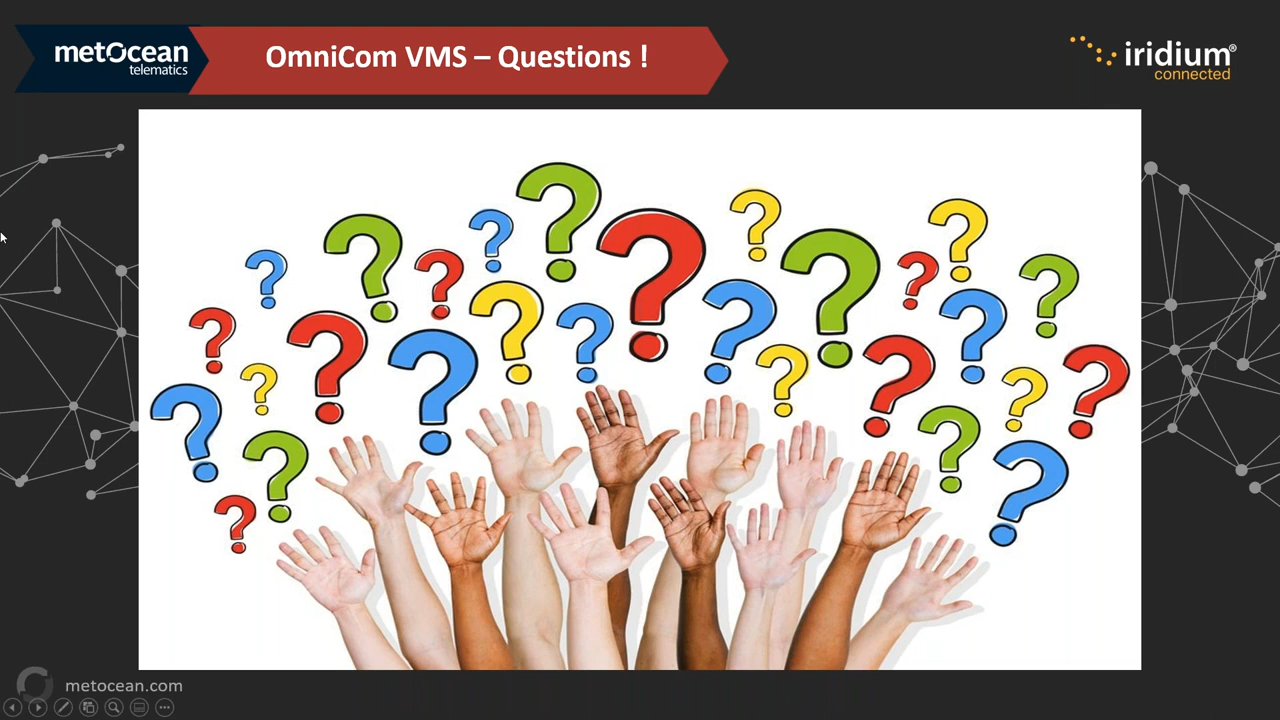 metOcean
telematics
OmniCom VMS – Questions !
iridium®
connected
? ? ? ? ? ? ? ? ? ? ? ? ? ? ? ? ? ? ? ? ? ? ? ? ? ? ?
metocean.com